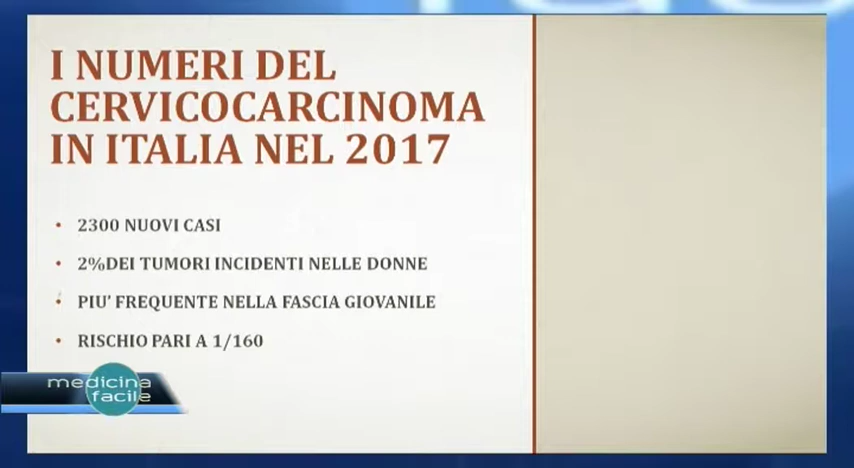 I NUMERI DEL
CERVICOCARCINOMA
IN ITALIA NEL 2017
• 2300 NUOVI CASI
• 2%DEI TUMORI INCIDENTI NELLE DONNE
• PIU' FREQUENTE NELLA FASCIA GIOVANILE
• RISCHIO PARI A 1/160
medicina
facile